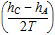 (h_C − h_A / 2T)